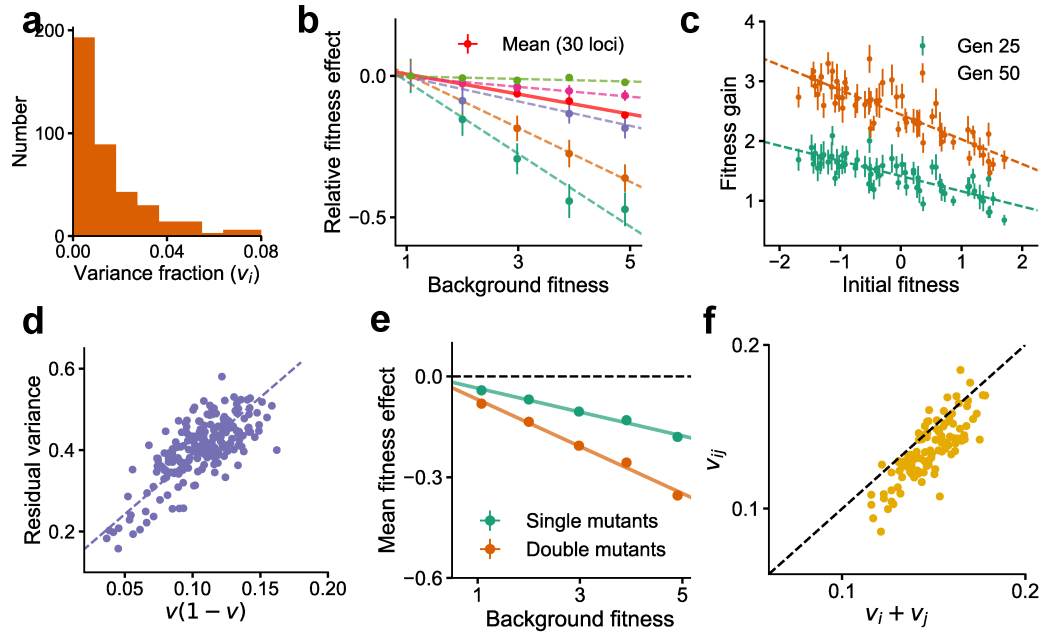 a
200
100
0
Number
0.00
0.04
0.08
Variance fraction (vi)
b
Mean (30 loci)
0.0
−0.5
Relative fitness effect
1
3
5
Background fitness
c
Gen 25
Gen 50
4
3
2
1
Fitness gain
−2
−1
0
1
2
Initial fitness
d
0.6
0.4
0.2
Residual variance
0.05
0.10
0.15
0.20
v(1 − v)
e
0.0
−0.3
−0.6
Mean fitness effect
Single mutants
Double mutants
1
3
5
Background fitness
f
0.2
0.1
vij
0.1
0.2
vi + vj